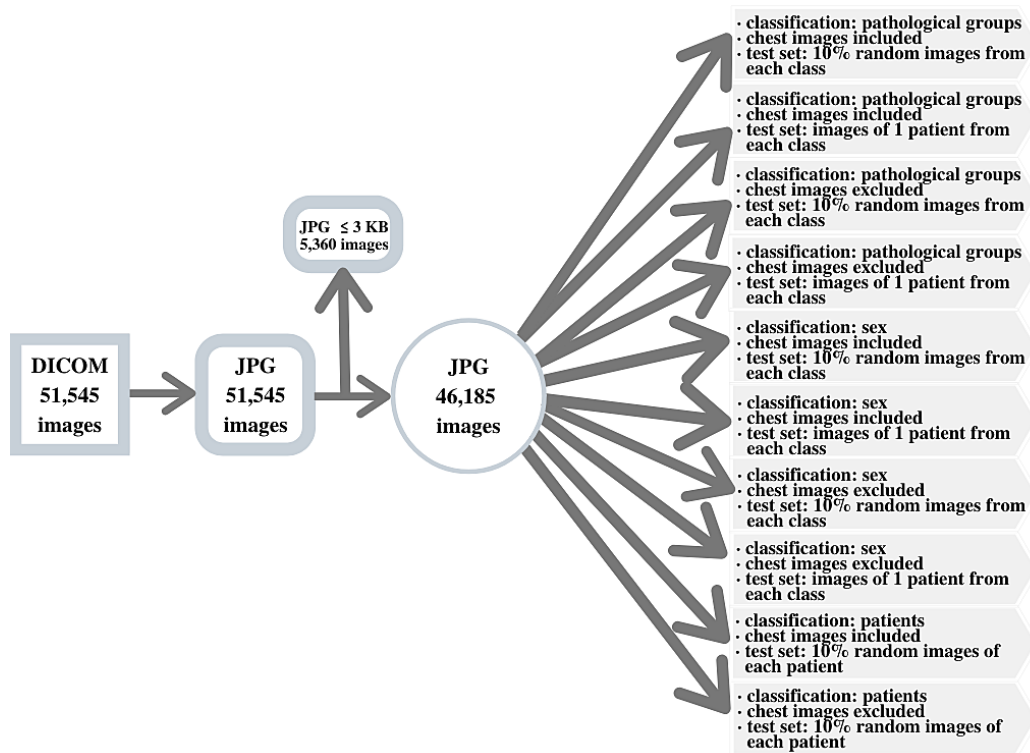 DICOM
51,545
images
JPG
51,545
images
JPG ≤ 3 KB
5,360 images
JPG
46,185
images
· classification: pathological groups
· chest images included
· test set: 10% random images from
each class
· classification: pathological groups
· chest images included
· test set: images of 1 patient from
each class
· classification: pathological groups
· chest images excluded
· test set: 10% random images from
each class
· classification: pathological groups
· chest images excluded
· test set: images of 1 patient from
each class
· classification: sex
· chest images included
· test set: 10% random images from
each class
· classification: sex
· chest images included
· test set: images of 1 patient from
each class
· classification: sex
· chest images excluded
· test set: 10% random images from
each class
· classification: sex
· chest images excluded
· test set: images of 1 patient from
each class
· classification: patients
· chest images included
· test set: 10% random images of
each patient
· classification: patients
· chest images excluded
· test set: 10% random images of
each patient